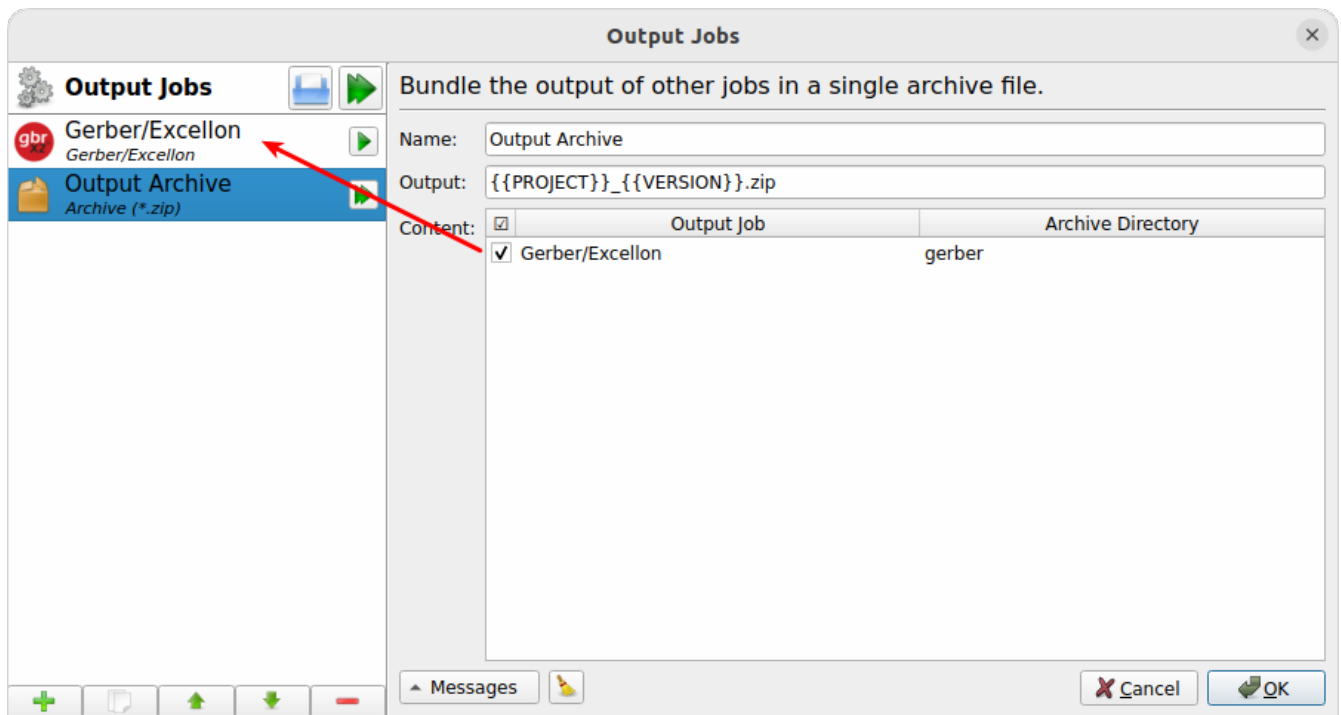 Output Jobs
Output Jobs
Gerber/Excellon
Gerber/Excellon
Output Archive
Archive (*.zip)
Bundle the output of other jobs in a single archive file.
Name: Output Archive
Output: {{PROJECT}}_{{VERSION}}.zip
Content: Output Job Archive Directory
Gerber/Excellon gerber
Messages Cancel OK
gbr
x2